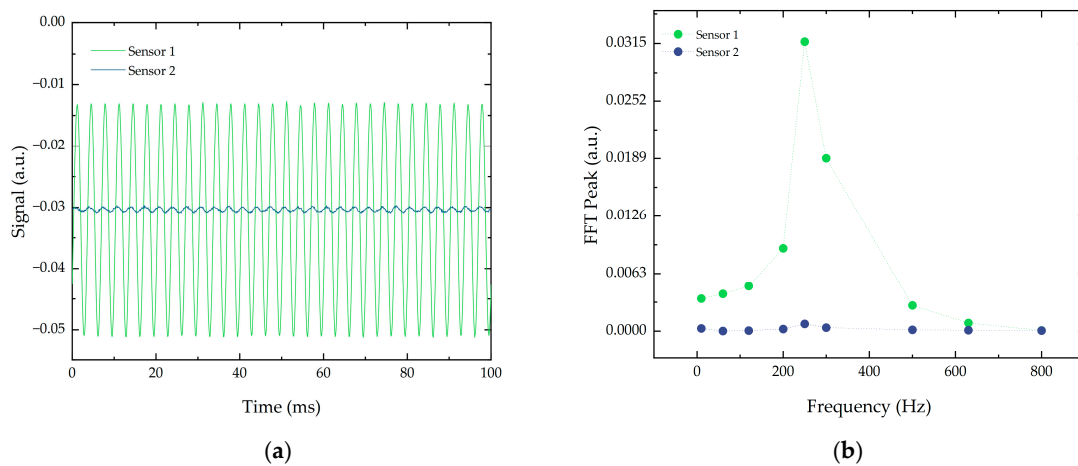 0.00
−0.01
−0.02
−0.03
−0.04
−0.05
Signal (a.u.)
Sensor 1
Sensor 2
0 20 40 60 80 100
Time (ms)
(a)
0.0315
0.0252
0.0189
0.0126
0.0063
0.0000
FFT Peak (a.u.)
Sensor 1
Sensor 2
0 200 400 600 800
Frequency (Hz)
(b)